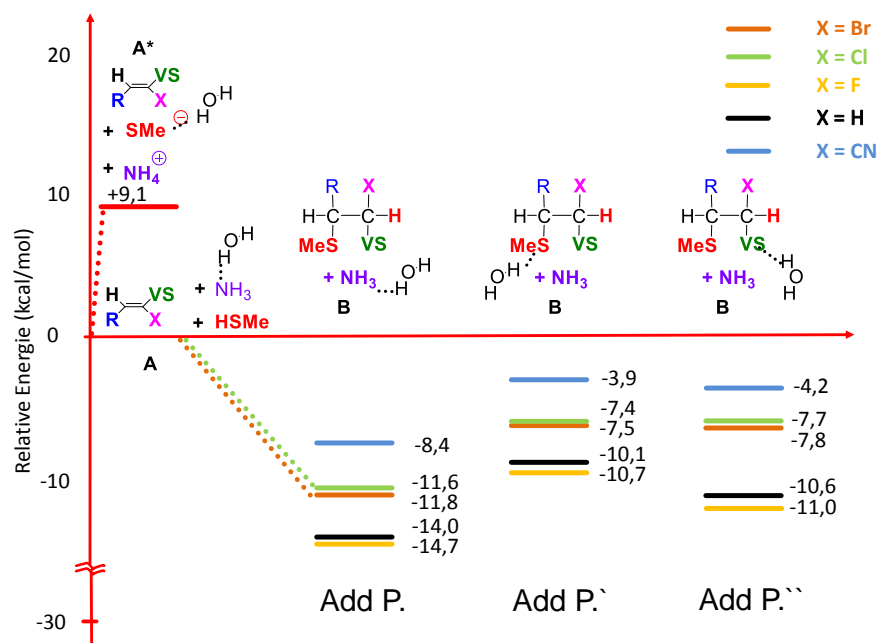 Relative Energie (kcal/mol)
20
10
0
-10
-30
A*
H VS
R X
+ SMe ⊖ H O H
+ NH4 ⊕
+9,1
H O H
H VS
R X
+ NH3
+ HSMe
A
X = Br
X = Cl
X = F
X = H
X = CN
R X
H C C H
MeS VS
+ NH3 H O H
B
R X
H C C H
MeS VS
H O H + NH3
B
R X
H C C H
MeS VS
+ NH3 H O H
B
-8,4
-11,6
-11,8
-14,0
-14,7
-3,9
-7,4
-7,5
-10,1
-10,7
-4,2
-7,7
-7,8
-10,6
-11,0
Add P.
Add P.`
Add P.``